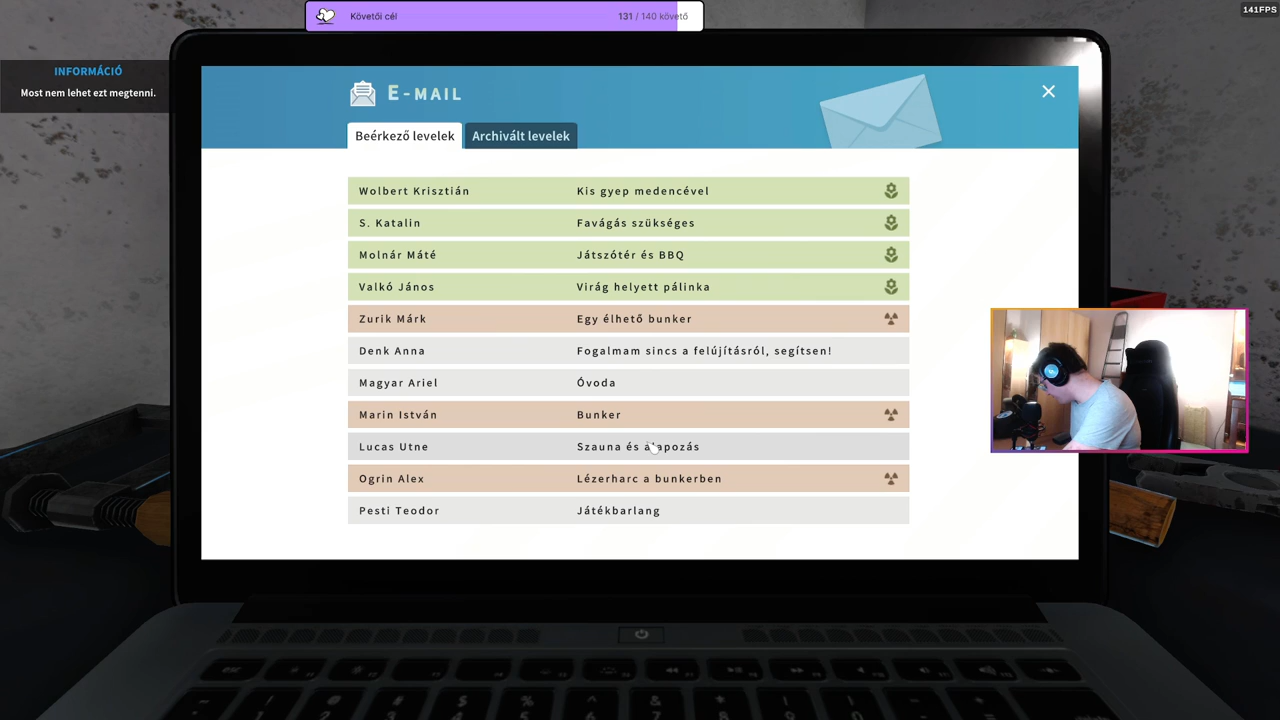 Követői cél 131 / 140 követő
141FPS
INFORMÁCIÓ
Most nem lehet ezt megtenni.
E-MAIL
Beérkező levelek Archivált levelek
Wolbert Krisztián Kis gyep medencével
S. Katalin Favágás szükséges
Molnár Máté Játszótér és BBQ
Valkó János Virág helyett pálinka
Zurik Márk Egy élhető bunker
Denk Anna Fogalmam sincs a felújításról, segítsen!
Magyar Ariel Óvoda
Marin István Bunker
Lucas Utne Szauna és alapozás
Ogrin Alex Lézerharc a bunkerben
Pesti Teodor Játékbarlang